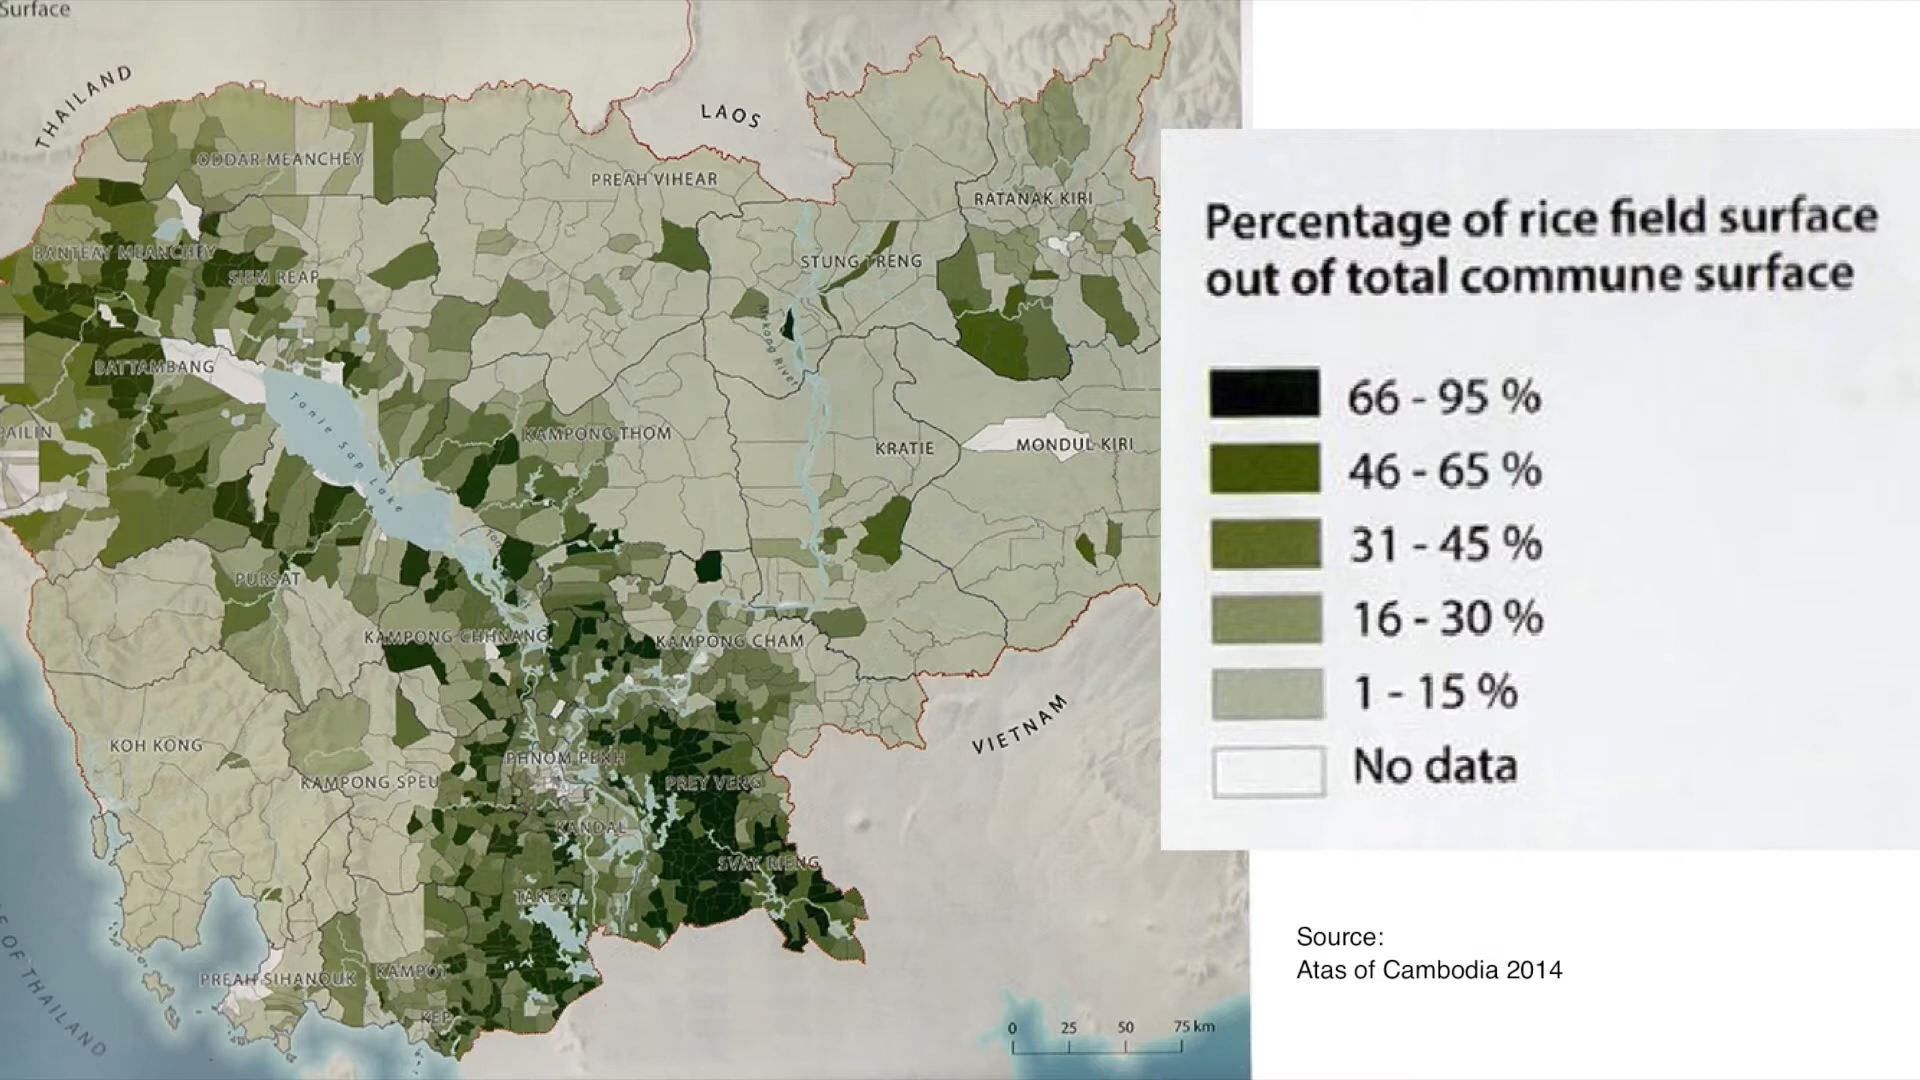 Surface
THAILAND
LAOS
ODDAR MEANCHEY
PREAH VIHEAR
RATANAK KIRI
BANTEAY MEANCHEY
SIEM REAP
STUNG TRENG
Mekong River
BATTAMBANG
Tonle Sap Lake
AILIN
KAMPONG THOM
KRATIE
MONDUL KIRI
Ton
PURSAT
KAMPONG CHHNANG
KAMPONG CHAM
VIETNAM
KOH KONG
PHNOM PENH
KAMPONG SPEU
PREY VENG
KANDAL
SVAY RIENG
TAKEO
PREAH SIHANOUK
KAMPOT
KEP
OF THAILAND
0 25 50 75 km
Percentage of rice field surface
out of total commune surface
66 - 95 %
46 - 65 %
31 - 45 %
16 - 30 %
1 - 15 %
No data
Source:
Atas of Cambodia 2014